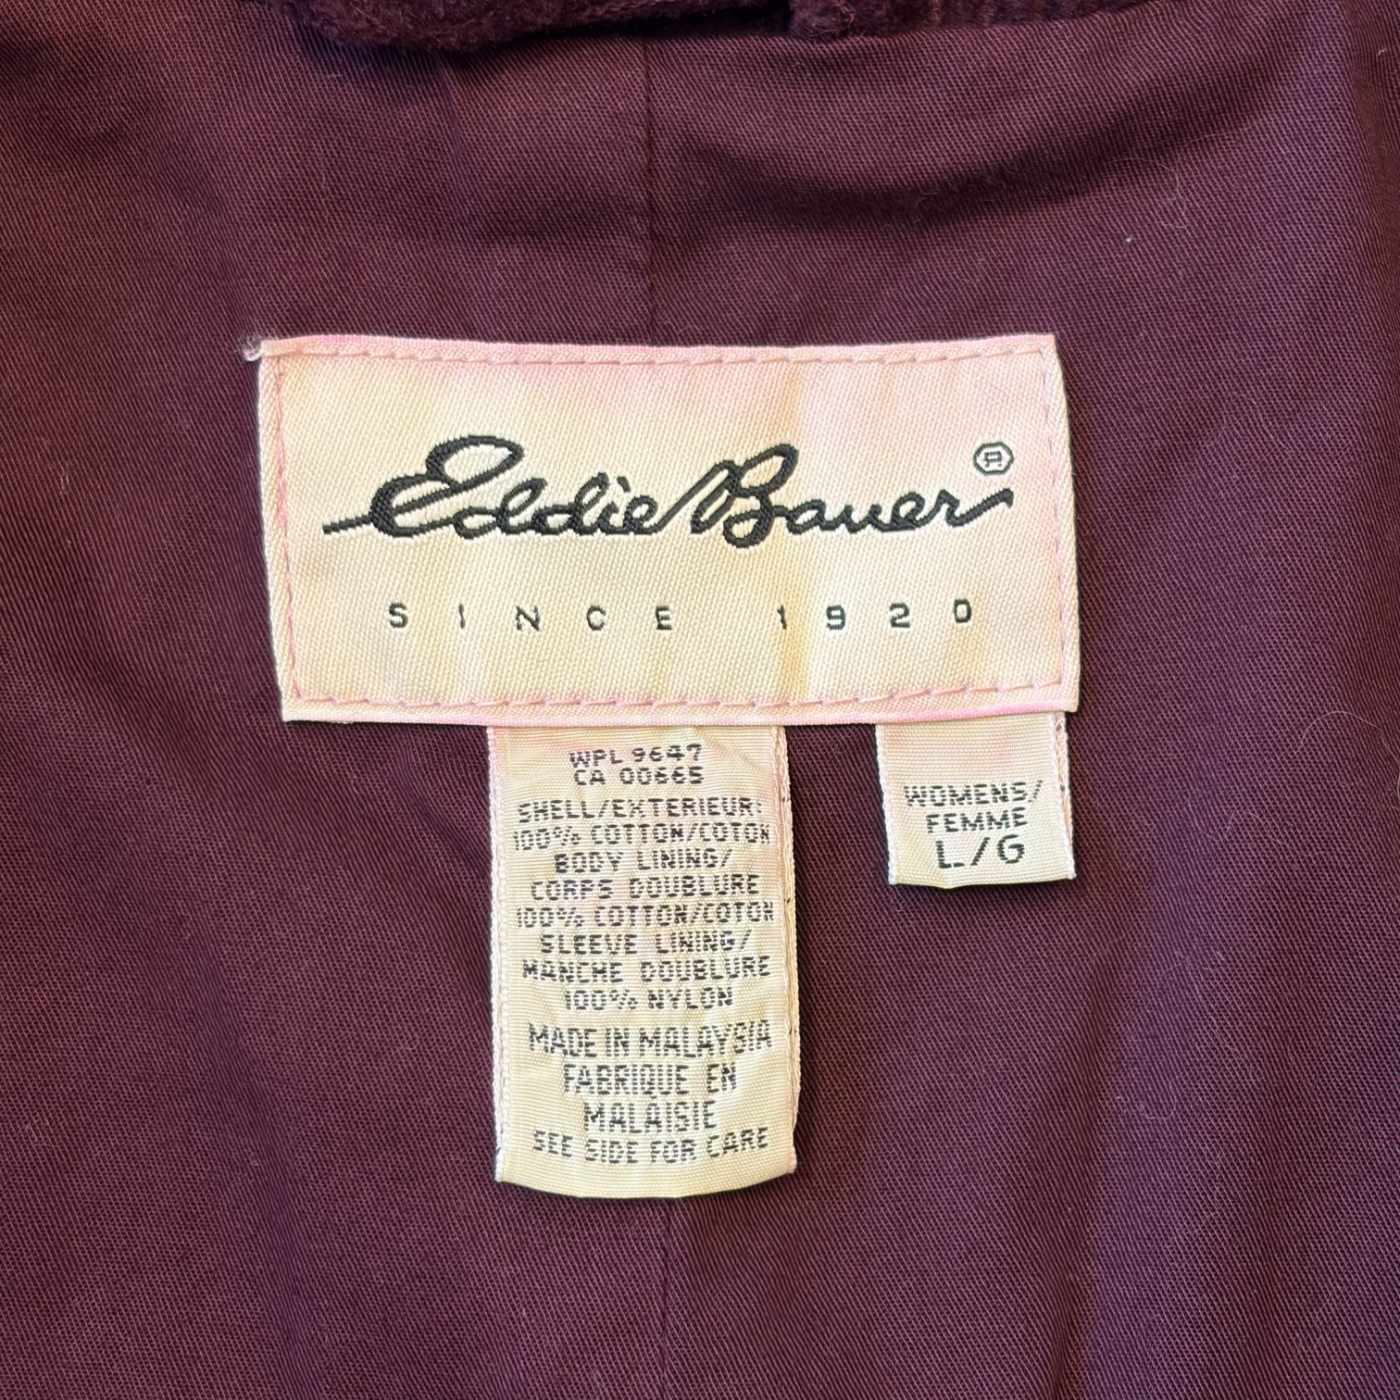 Eddie Bauer®
SINCE 1920
WPL 9647
CA 00665
SHELL/EXTERIEUR:
100% COTTON/COTON
BODY LINING/
CORPS DOUBLURE
100% COTTON/COTON
SLEEVE LINING/
MANCHE DOUBLURE
100% NYLON
MADE IN MALAYSIA
FABRIQUE EN
MALAISIE
SEE SIDE FOR CARE
WOMENS/
FEMME
L/G